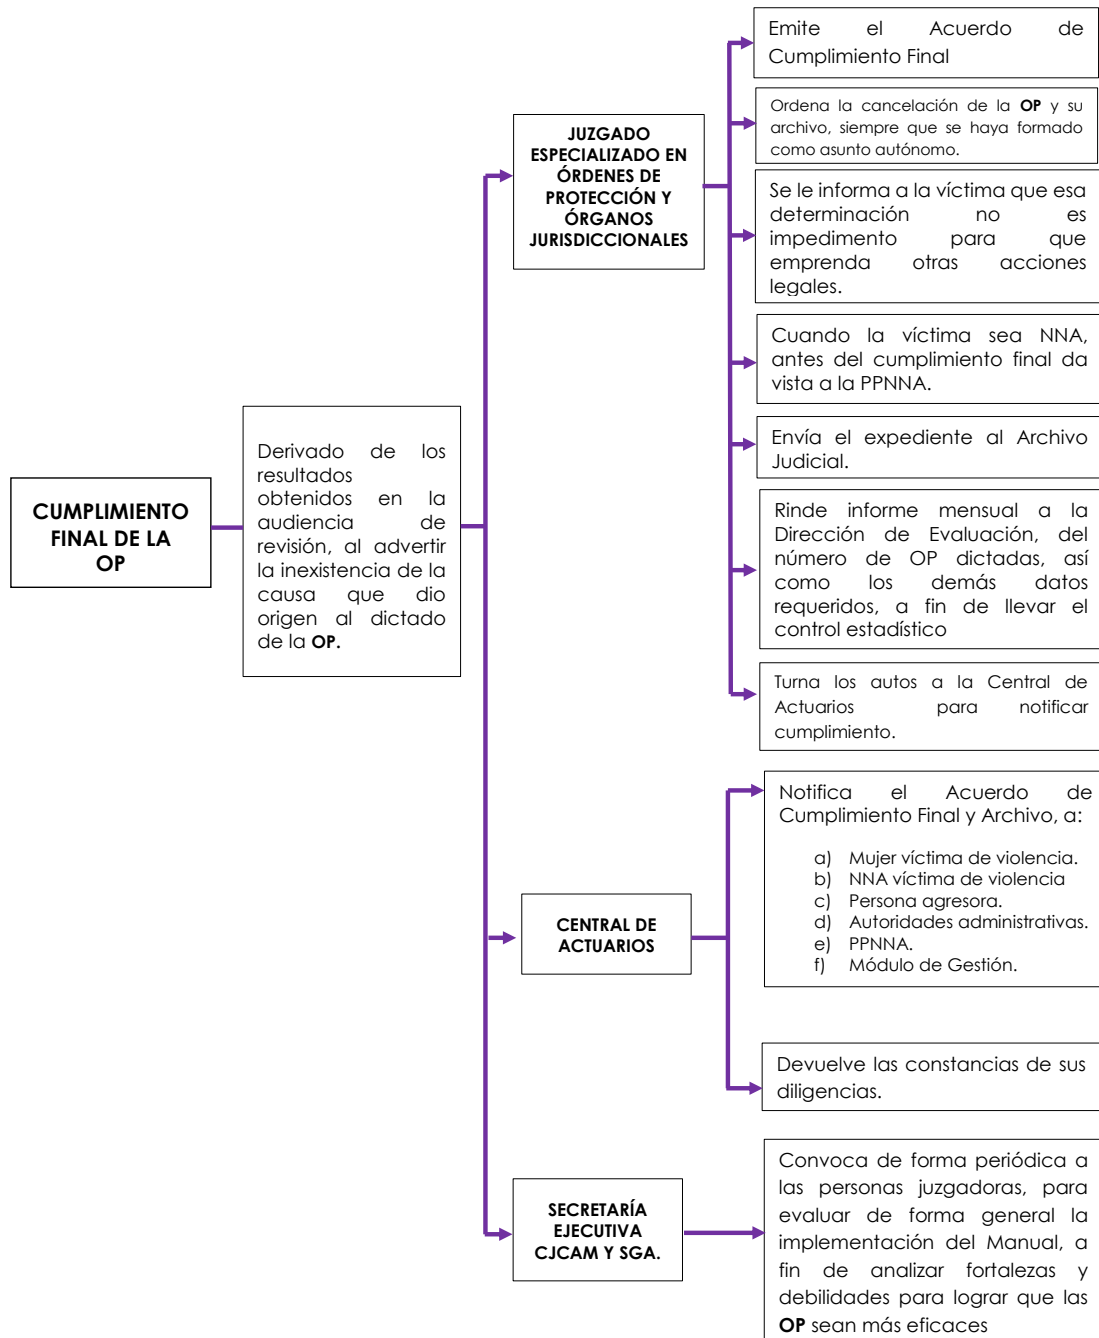 CUMPLIMIENTO
FINAL DE LA
OP
Derivado de los
resultados
obtenidos en la
audiencia de
revisión, al advertir
la inexistencia de la
causa que dio
origen al dictado
de la OP.
JUZGADO
ESPECIALIZADO EN
ÓRDENES DE
PROTECCIÓN Y
ÓRGANOS
JURISDICCIONALES
Emite el Acuerdo de
Cumplimiento Final
Ordena la cancelación de la OP y su
archivo, siempre que se haya formado
como asunto autónomo.
Se le informa a la víctima que esa
determinación no es
impedimento para que
emprenda otras acciones
legales.
Cuando la víctima sea NNA,
antes del cumplimiento final da
vista a la PPNNA.
Envía el expediente al Archivo
Judicial.
Rinde informe mensual a la
Dirección de Evaluación, del
número de OP dictadas, así
como los demás datos
requeridos, a fin de llevar el
control estadístico
Turna los autos a la Central de
Actuarios para notificar
cumplimiento.
CENTRAL DE
ACTUARIOS
Notifica el Acuerdo de
Cumplimiento Final y Archivo, a:
a) Mujer víctima de violencia.
b) NNA víctima de violencia
c) Persona agresora.
d) Autoridades administrativas.
e) PPNNA.
f) Módulo de Gestión.
Devuelve las constancias de sus
diligencias.
SECRETARÍA
EJECUTIVA
CJCAM Y SGA.
Convoca de forma periódica a
las personas juzgadoras, para
evaluar de forma general la
implementación del Manual, a
fin de analizar fortalezas y
debilidades para lograr que las
OP sean más eficaces